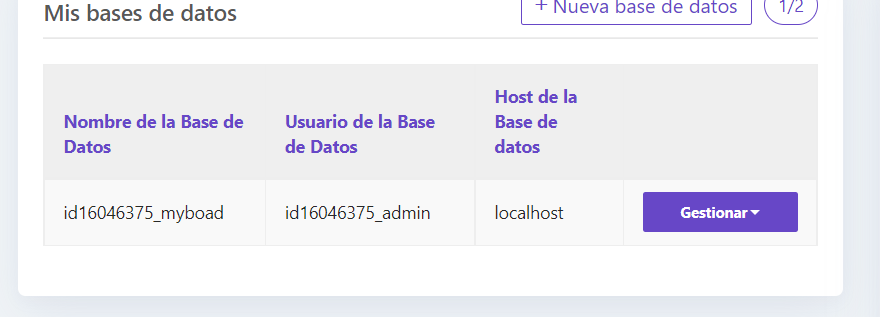 Mis bases de datos
+ Nueva base de datos
1/2
Nombre de la Base de
Datos
Usuario de la Base
de Datos
Host de la
Base de
datos
id16046375_myboad
id16046375_admin
localhost
Gestionar